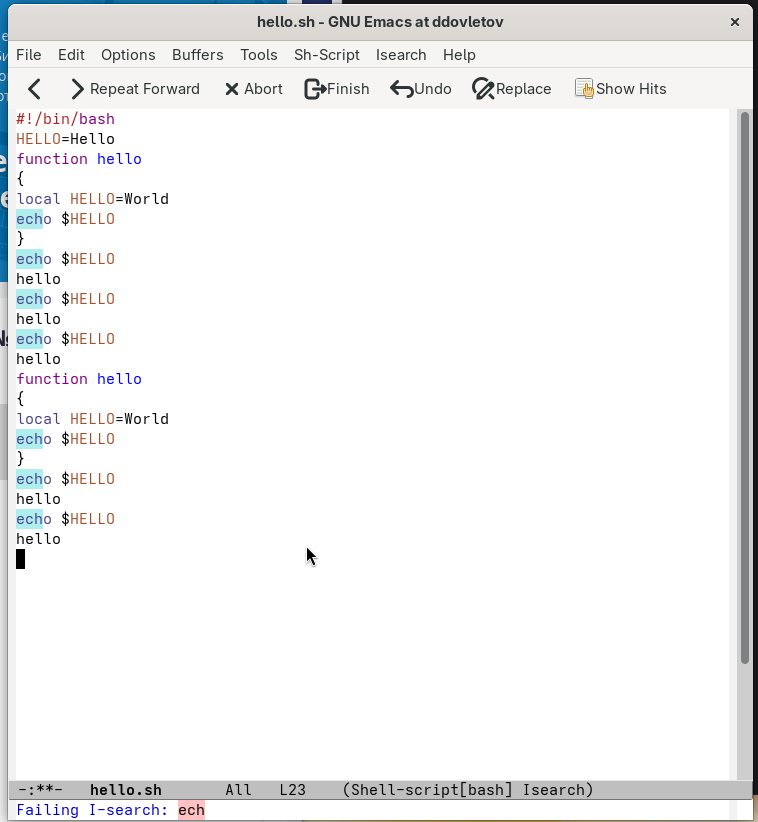 hello.sh - GNU Emacs at ddovletov
File Edit Options Buffers Tools Sh-Script Isearch Help
Repeat Forward Abort Finish Undo Replace Show Hits
#!/bin/bash
HELLO=Hello
function hello
{
local HELLO=World
echo $HELLO
}
echo $HELLO
hello
echo $HELLO
hello
echo $HELLO
hello
function hello
{
local HELLO=World
echo $HELLO
}
echo $HELLO
hello
echo $HELLO
hello
-:**- hello.sh All L23 (Shell-script[bash] Isearch)
Failing I-search: ech